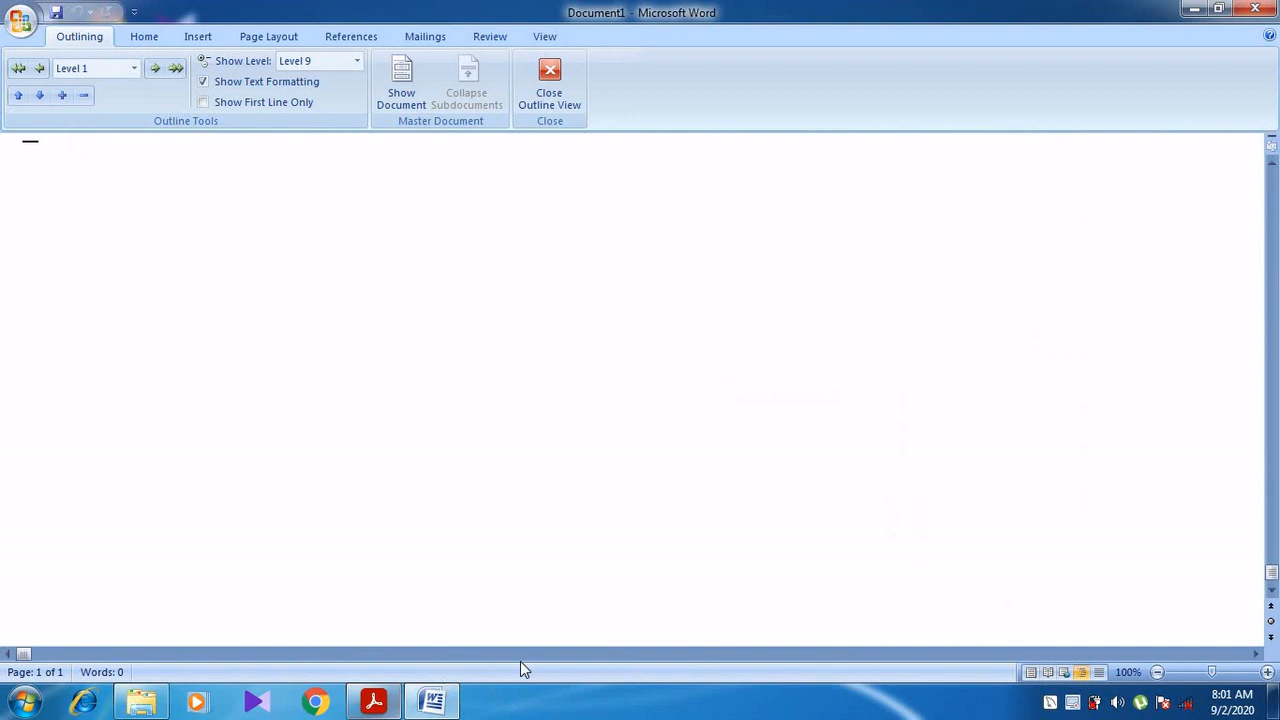 Document1 - Microsoft Word
Outlining Home Insert Page Layout References Mailings Review View
Level 1
Show Level: Level 9
Show Text Formatting
Show First Line Only
Outline Tools
Show Document
Collapse Subdocuments
Master Document
Close Outline View
Close
Page: 1 of 1 Words: 0
100%
8:01 AM
9/2/2020